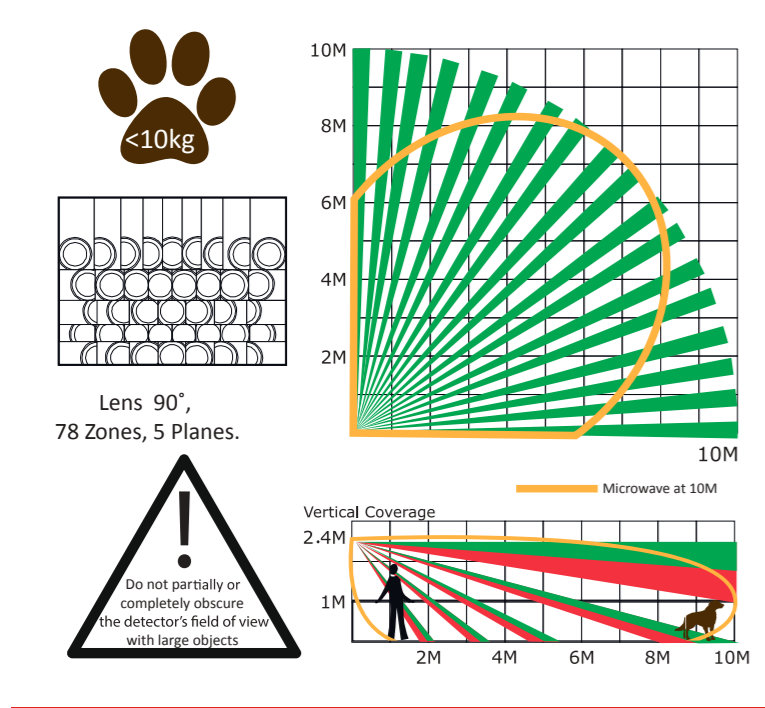 <10kg
Lens 90˚,
78 Zones, 5 Planes.
Do not partially or
completely obscure
the detector's field of view
with large objects
10M
8M
6M
4M
2M
10M
Microwave at 10M
Vertical Coverage
2.4M
1M
2M
4M
6M
8M
10M